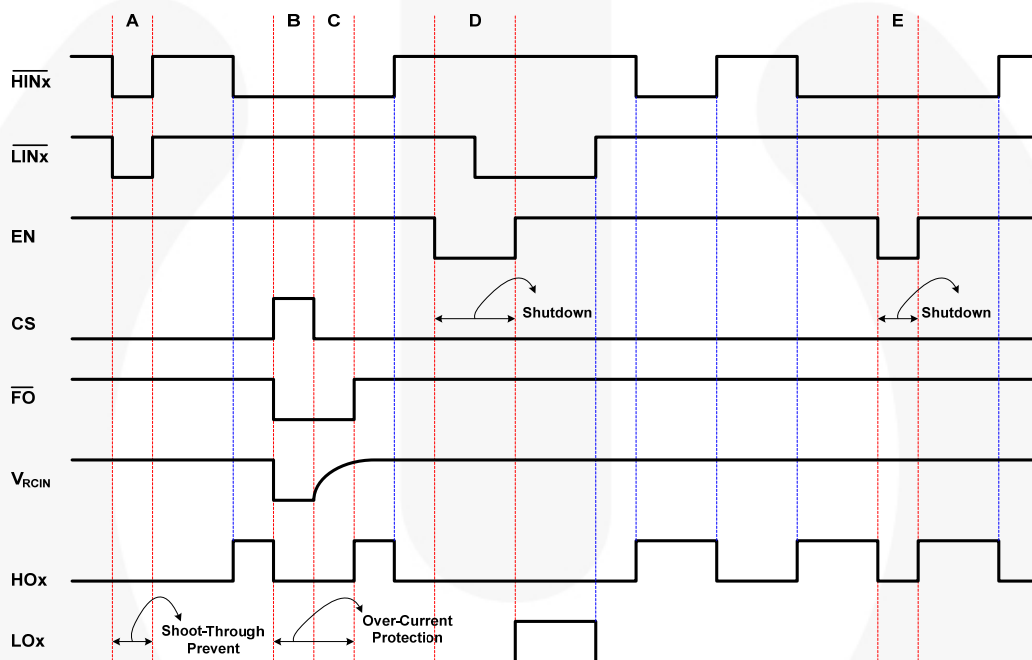 A B C D E
HINx
LINx
EN
Shutdown Shutdown
CS
FO
VRCIN
HOx
Shoot-Through
Prevent
Over-Current
Protection
LOx